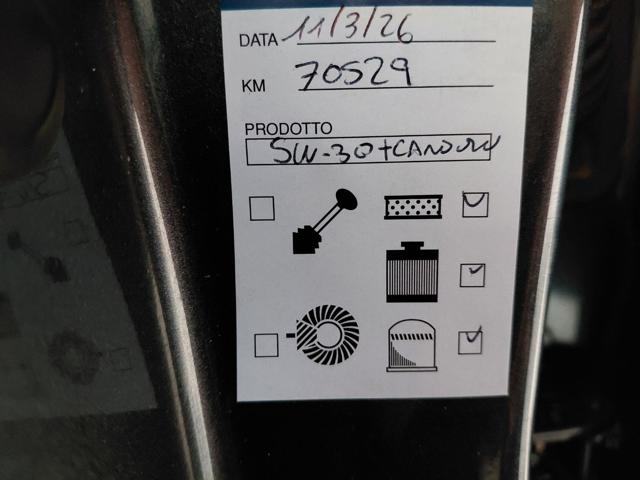 DATA 11/3/26
KM 70529
PRODOTTO
5W-30+CANDELE